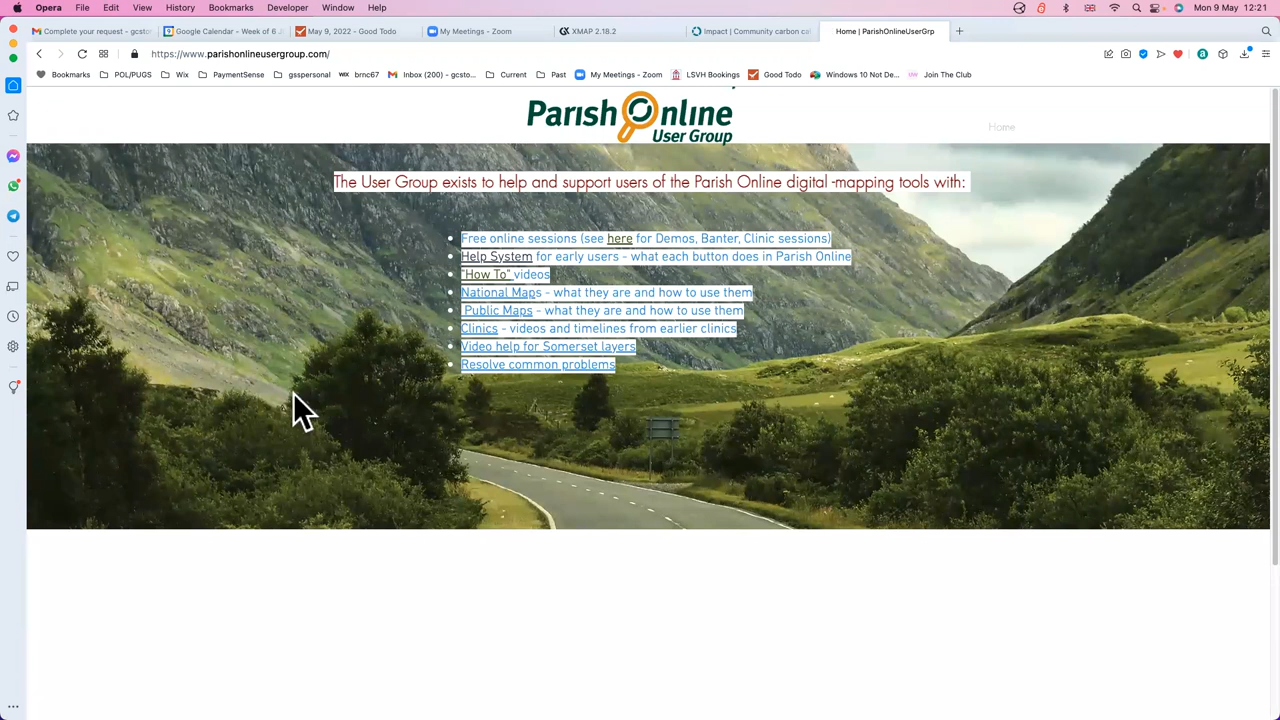 Opera File Edit View History Bookmarks Developer Window Help Mon 9 May 12:21
Complete your request - gcstor Google Calendar - Week of 6 J May 9, 2022 - Good Todo My Meetings - Zoom XMAP 2.18.2 Impact | Community carbon cal Home | ParishOnlineUserGrp
https://www.parishonlineusergroup.com/
Bookmarks POL/PUGS Wix PaymentSense gsspersonal WIX brmc67 Inbox (200) - gcsto... Current Past My Meetings - Zoom LSVH Bookings Good Todo Windows 10 Not De... Join The Club
Parish Online
User Group
Home
The User Group exists to help and support users of the Parish Online digital -mapping tools with:
Free online sessions (see here for Demos, Banter, Clinic sessions)
Help System for early users - what each button does in Parish Online
"How To" videos
National Maps - what they are and how to use them
Public Maps - what they are and how to use them
Clinics - videos and timelines from earlier clinics
Video help for Somerset layers
Resolve common problems